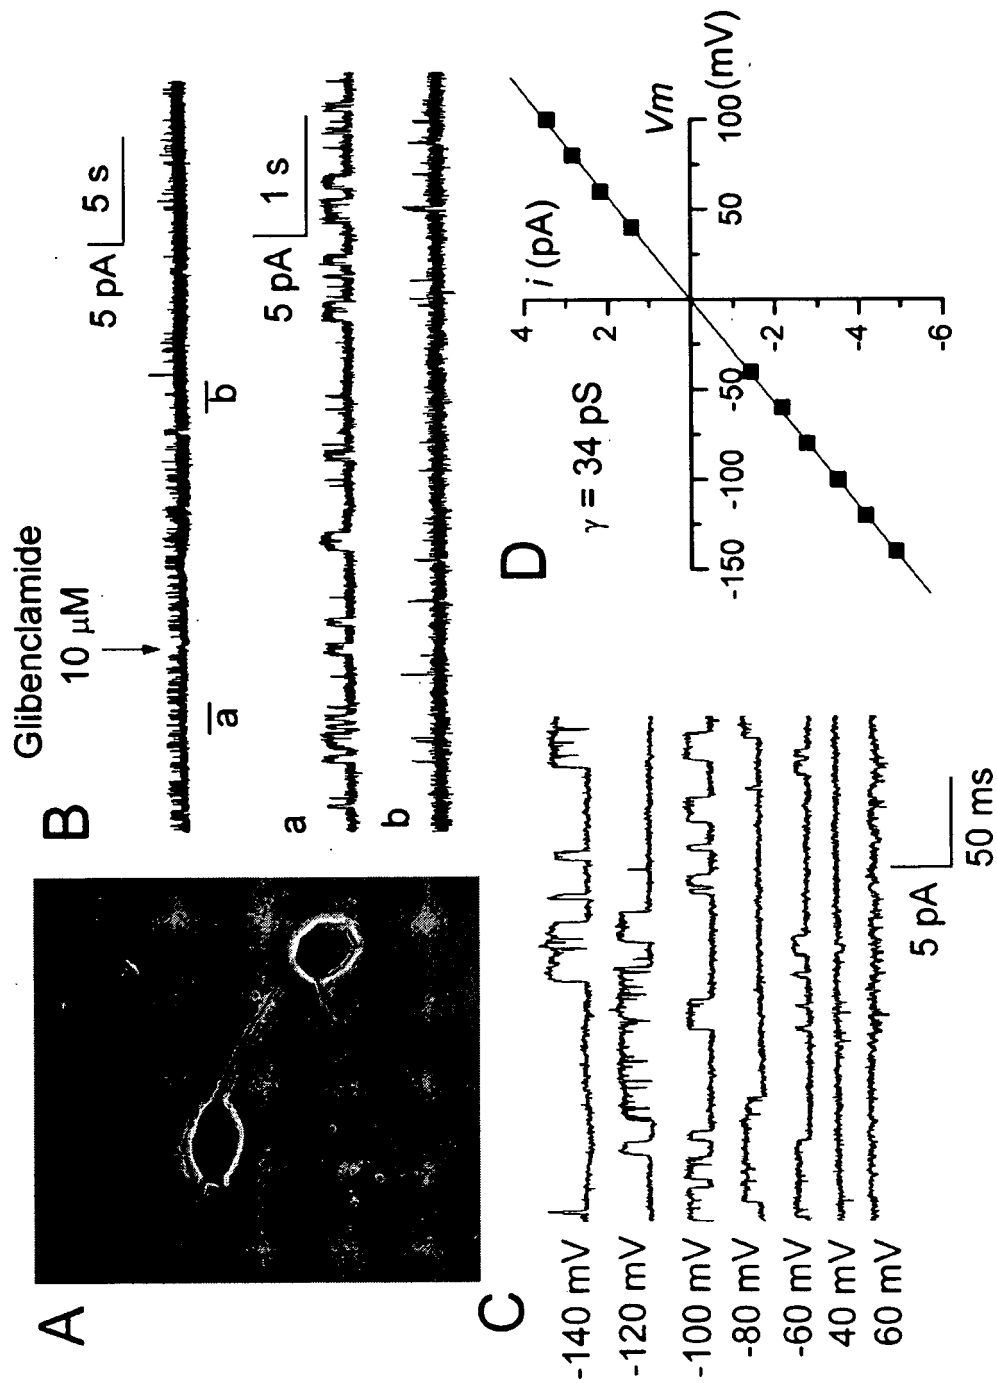 A
B
Glibenclamide
10 μM
5 pA
5 s
a
b
a
5 pA
1 s
b
C
-140 mV
-120 mV
-100 mV
-80 mV
-60 mV
40 mV
60 mV
5 pA
50 ms
D
i (pA)
γ = 34 pS
4
2
-2
-4
-6
-150
-100
-50
50
100 (mV)
Vm